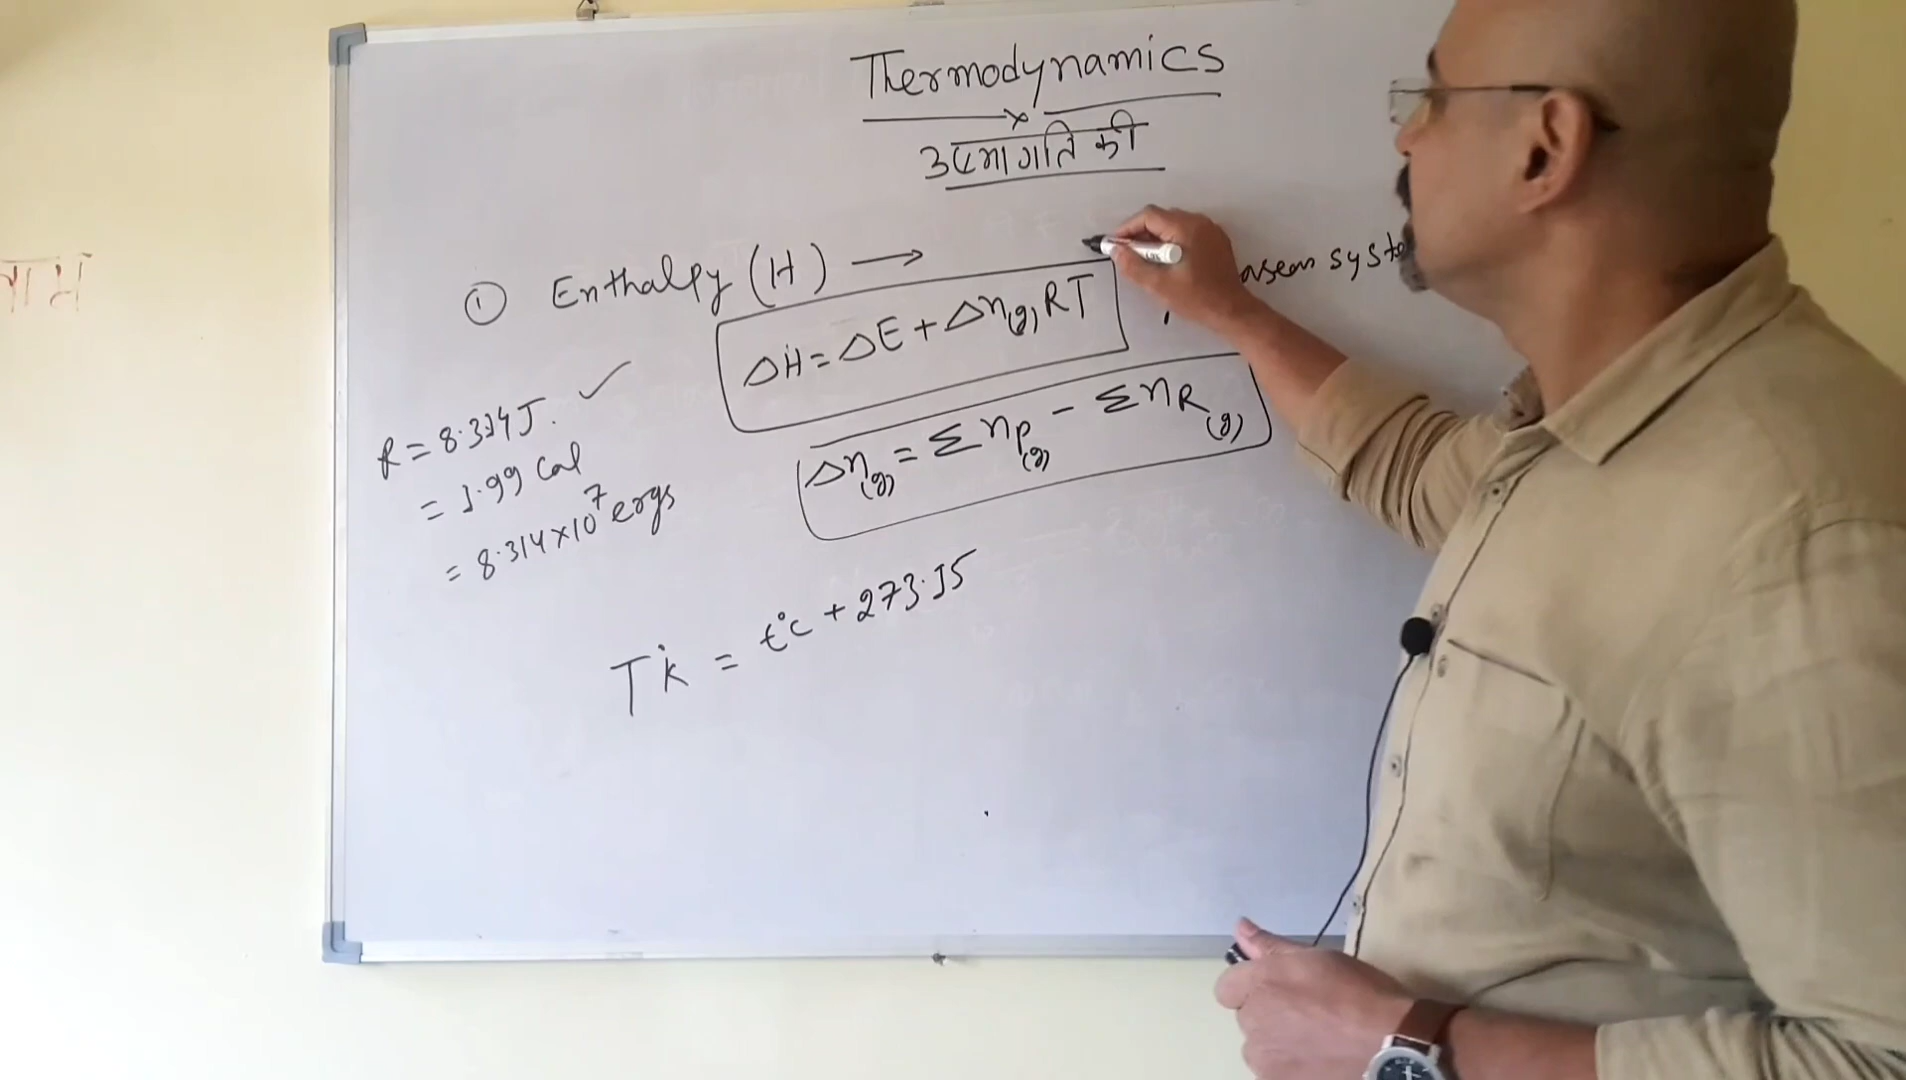 Thermodynamics
उष्मागतिकी
① Enthalpy (H) →
ΔH = ΔE + Δn(g) RT
Δn(g) = Σnp(g) - ΣnR(g)
R = 8.314 J.
= 1.99 Cal
= 8.314 × 10⁷ ergs
T°K = t°C + 273.15